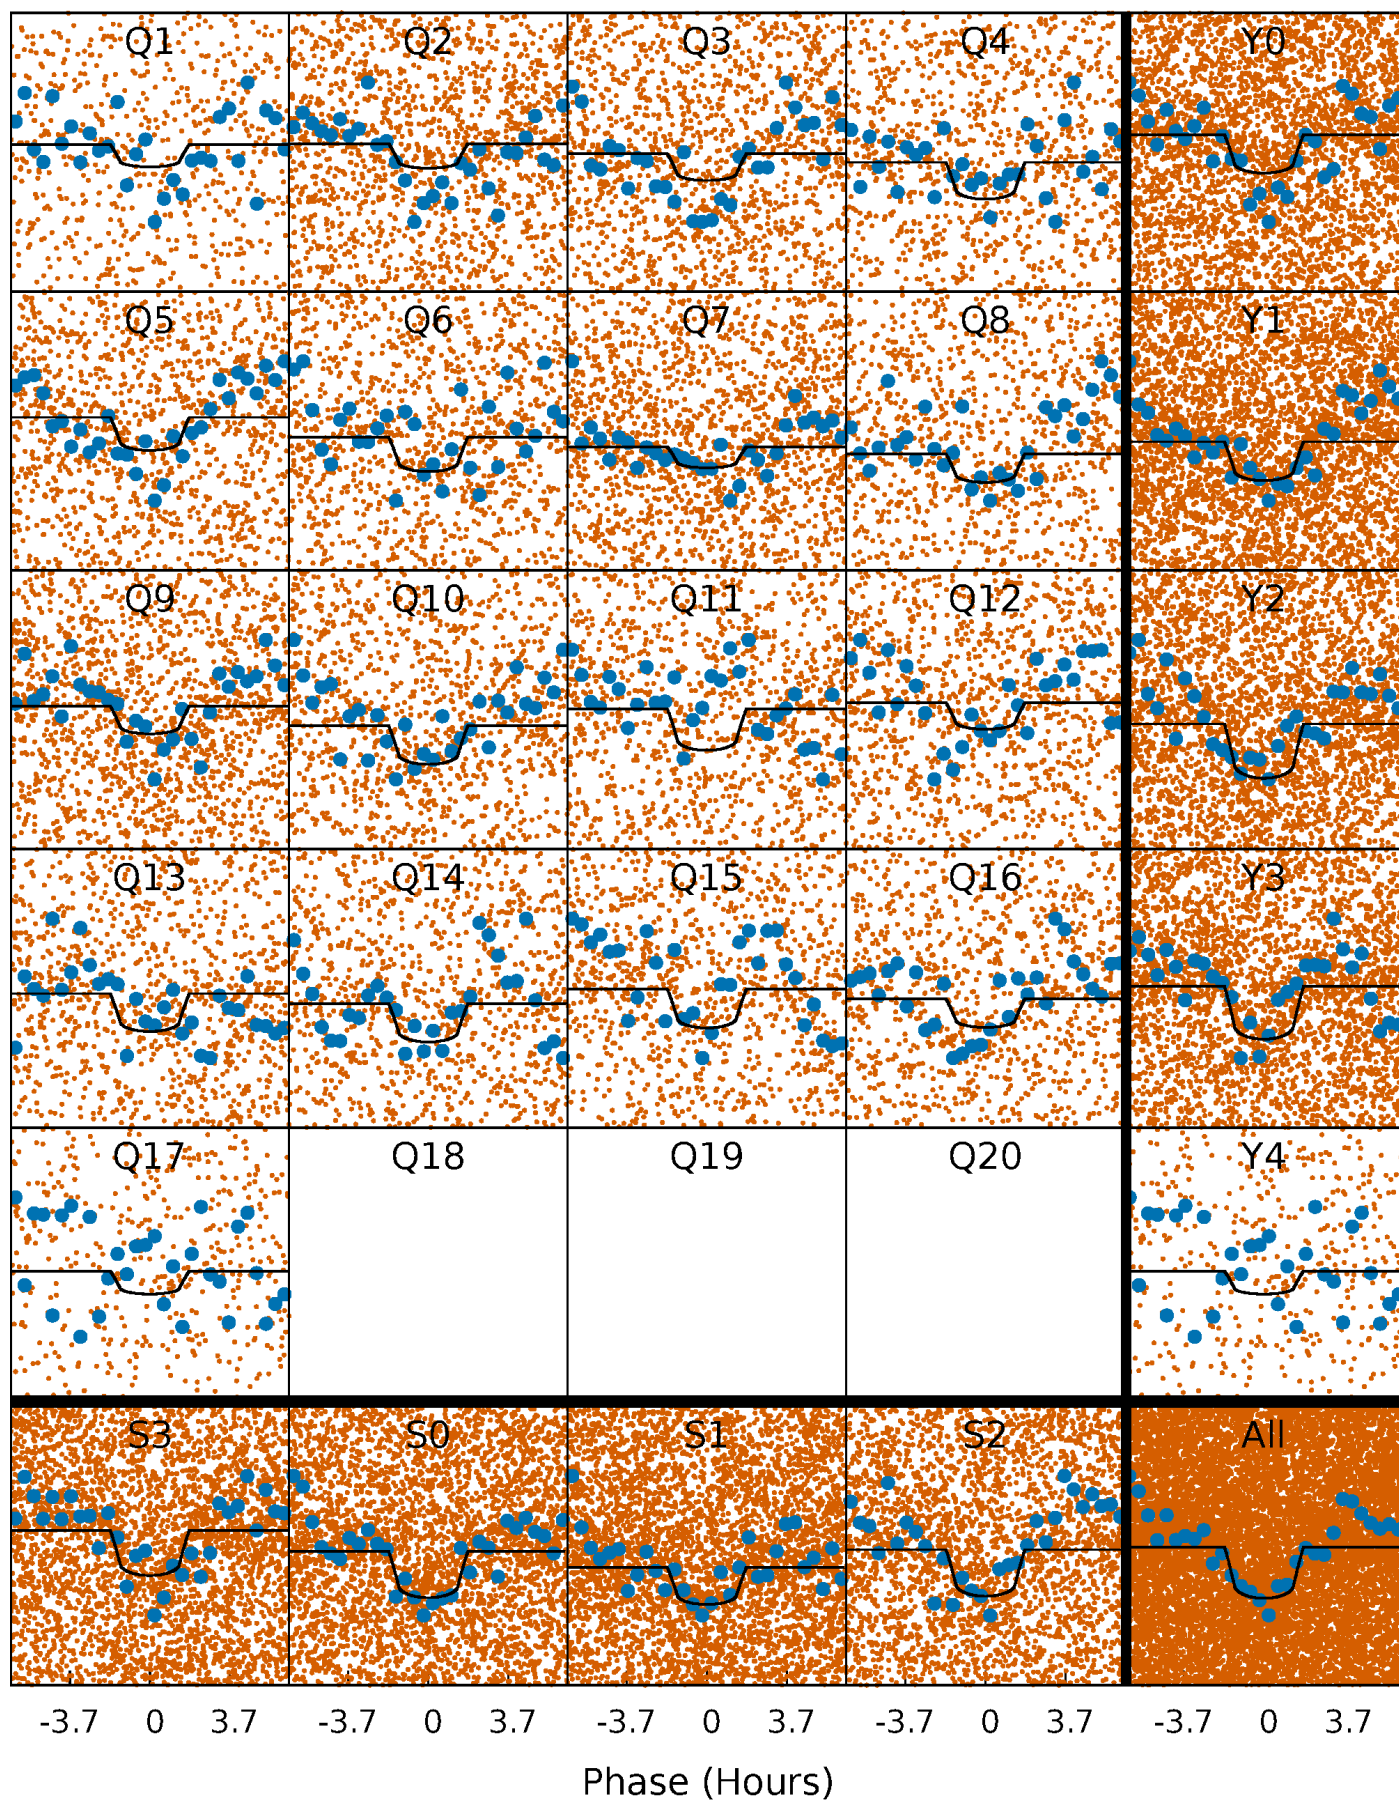 Q1 Q2 Q3 Q4 Y0
Q5 Q6 Q7 Q8 Y1
Q9 Q10 Q11 Q12 Y2
Q13 Q14 Q15 Q16 Y3
Q17 Q18 Q19 Q20 Y4
S3 S0 S1 S2 All
-3.7 0 3.7 -3.7 0 3.7 -3.7 0 3.7 -3.7 0 3.7 -3.7 0 3.7
Phase (Hours)